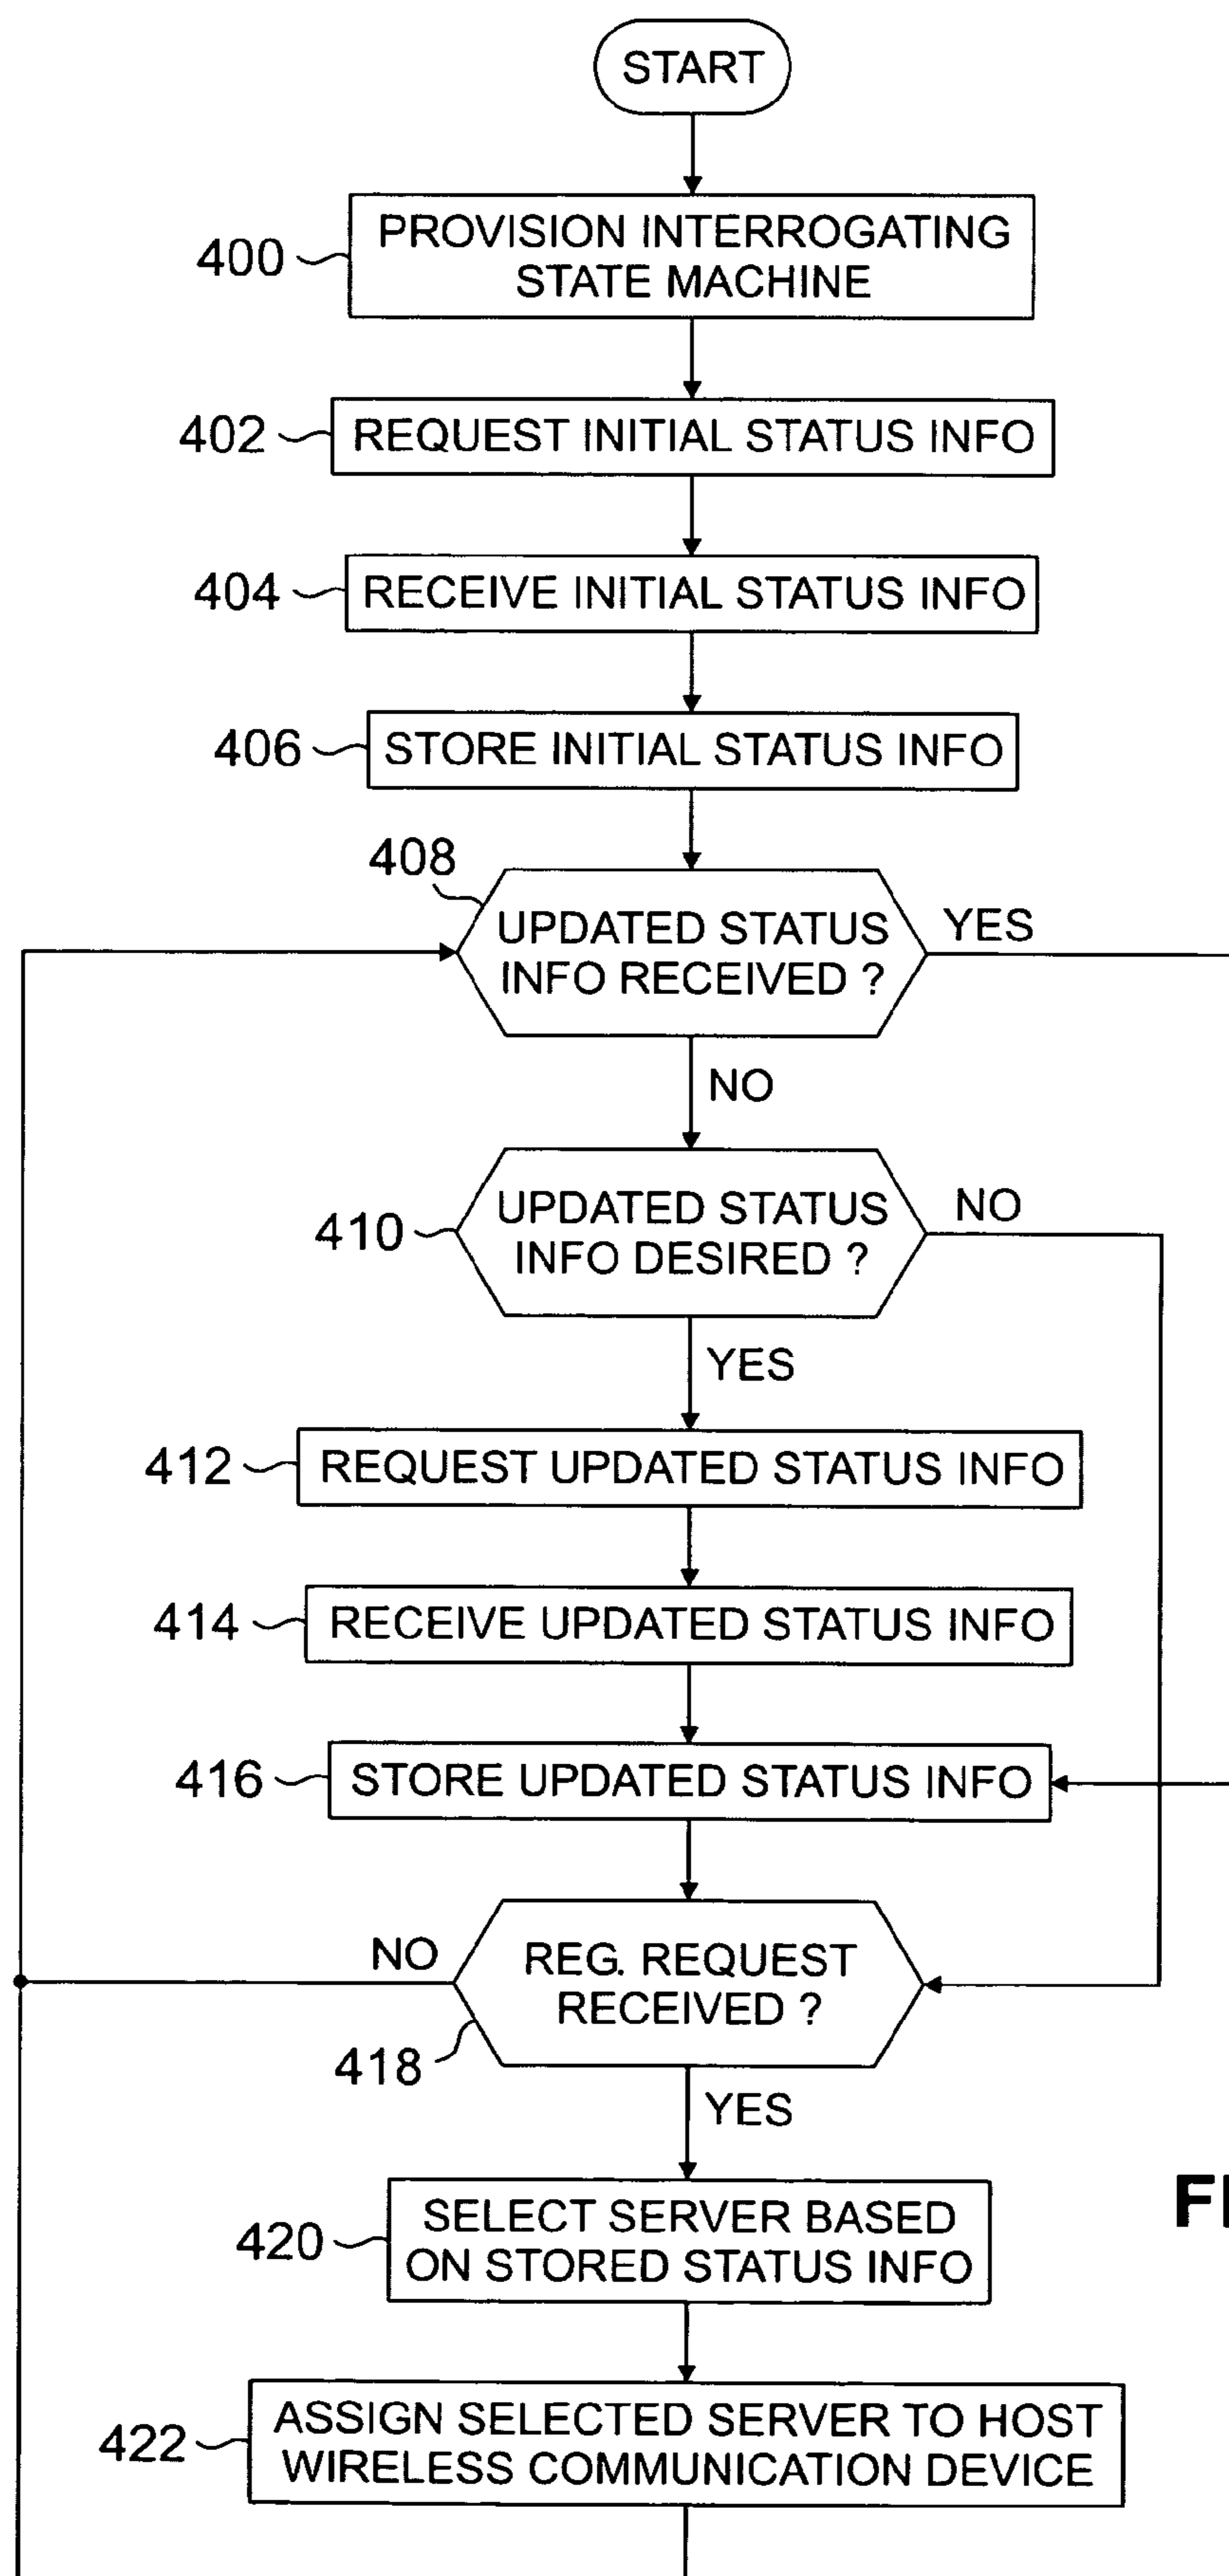 START
400
PROVISION INTERROGATING
STATE MACHINE
402
REQUEST INITIAL STATUS INFO
404
RECEIVE INITIAL STATUS INFO
406
STORE INITIAL STATUS INFO
408
UPDATED STATUS
INFO RECEIVED ?
YES
NO
410
UPDATED STATUS
INFO DESIRED ?
NO
YES
412
REQUEST UPDATED STATUS INFO
414
RECEIVE UPDATED STATUS INFO
416
STORE UPDATED STATUS INFO
NO
REG. REQUEST
RECEIVED ?
418
YES
420
SELECT SERVER BASED
ON STORED STATUS INFO
422
ASSIGN SELECTED SERVER TO HOST
WIRELESS COMMUNICATION DEVICE